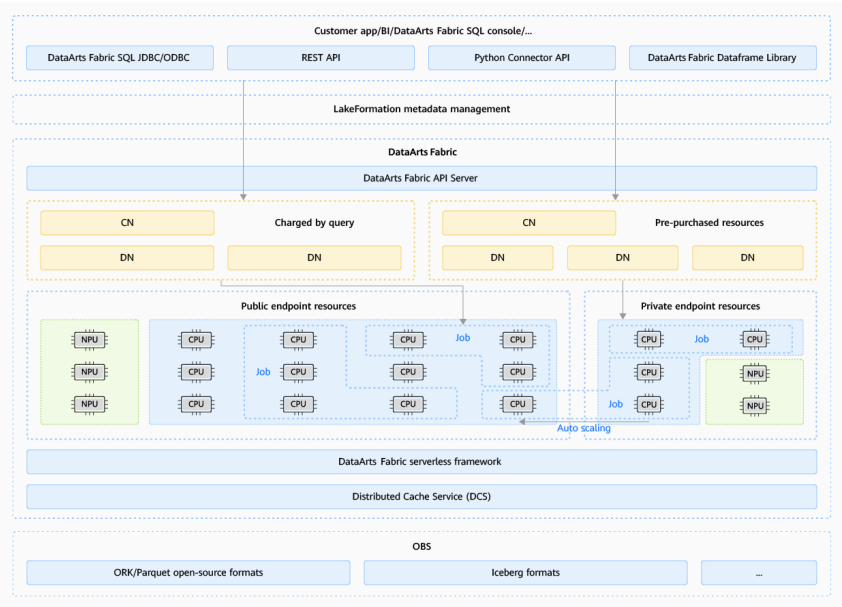 Customer app/BI/DataArts Fabric SQL console/...
DataArts Fabric SQL JDBC/ODBC
REST API
Python Connector API
DataArts Fabric Dataframe Library
LakeFormation metadata management
DataArts Fabric
DataArts Fabric API Server
CN
Charged by query
DN
DN
CN
Pre-purchased resources
DN
DN
DN
Public endpoint resources
NPU
CPU
CPU
CPU
Job
CPU
NPU
CPU
Job
CPU
CPU
CPU
NPU
CPU
CPU
CPU
CPU
Private endpoint resources
CPU
Job
CPU
CPU
NPU
Job
CPU
NPU
Auto scaling
DataArts Fabric serverless framework
Distributed Cache Service (DCS)
OBS
ORK/Parquet open-source formats
Iceberg formats
...